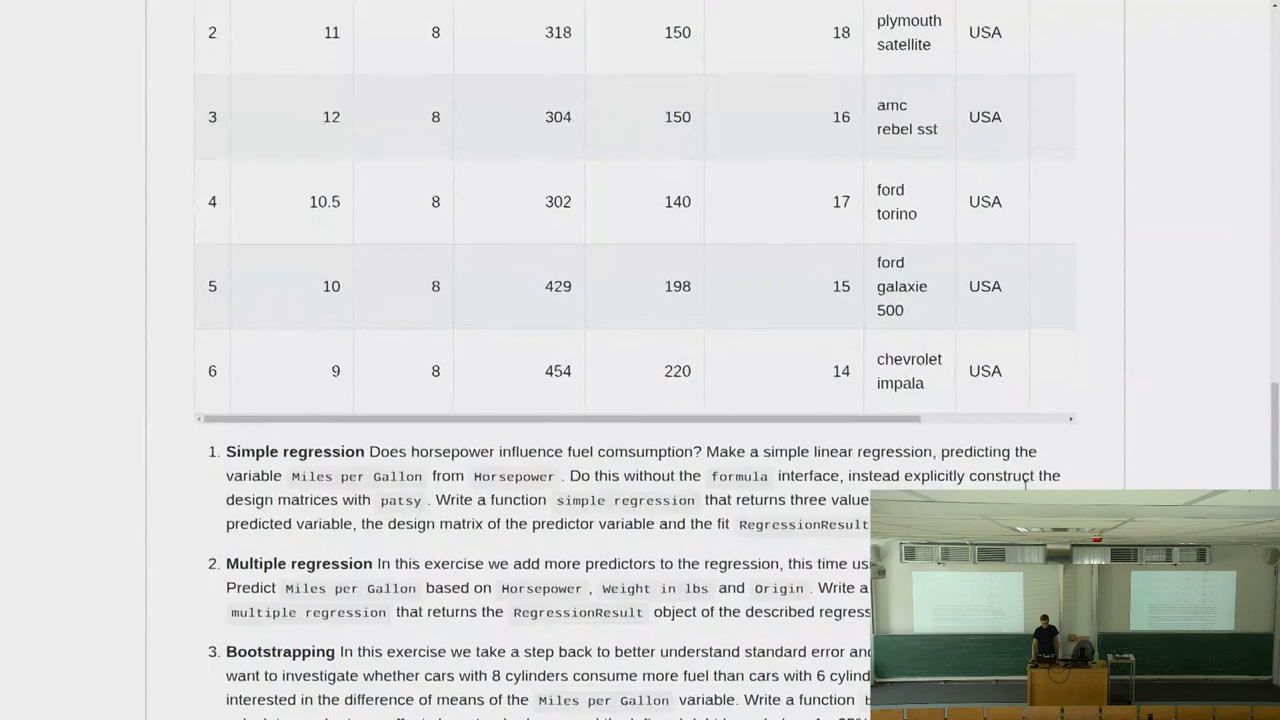 2 11 8 318 150 18 plymouth satellite USA
3 12 8 304 150 16 amc rebel sst USA
4 10.5 8 302 140 17 ford torino USA
5 10 8 429 198 15 ford galaxie 500 USA
6 9 8 454 220 14 chevrolet impala USA
1. Simple regression Does horsepower influence fuel comsumption? Make a simple linear regression, predicting the
variable Miles per Gallon from Horsepower . Do this without the formula interface, instead explicitly construct the
design matrices with patsy . Write a function simple regression that returns three value
predicted variable, the design matrix of the predictor variable and the fit RegressionResult
2. Multiple regression In this exercise we add more predictors to the regression, this time us
Predict Miles per Gallon based on Horsepower , Weight in lbs and Origin . Write a
multiple regression that returns the RegressionResult object of the described regress
3. Bootstrapping In this exercise we take a step back to better understand standard error and
want to investigate whether cars with 8 cylinders consume more fuel than cars with 6 cylind
interested in the difference of means of the Miles per Gallon variable. Write a function